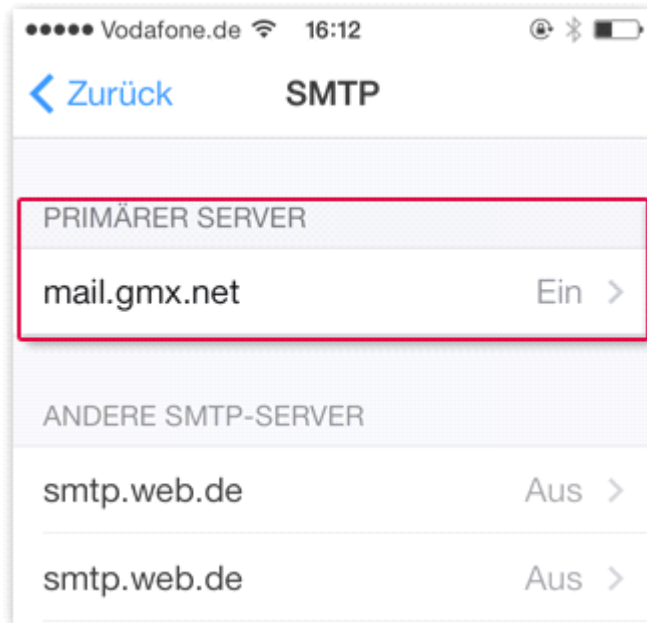 Vodafone.de 16:12
Zurück SMTP
PRIMÄRER SERVER
mail.gmx.net Ein
ANDERE SMTP-SERVER
smtp.web.de Aus
smtp.web.de Aus